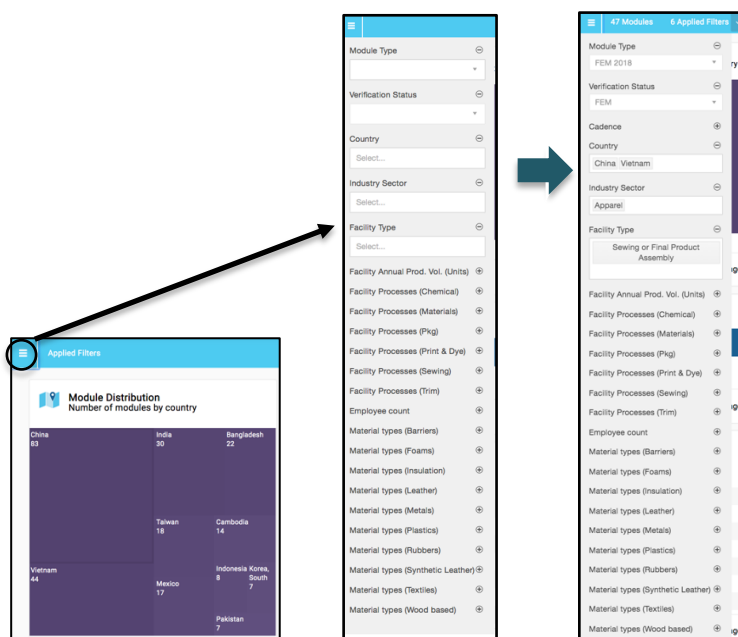 Applied Filters
Module Distribution
Number of modules by country
China
83
India
30
Bangladesh
22
Taiwan
18
Cambodia
14
Vietnam
44
Mexico
17
Indonesia
8
Korea,
South
7
Pakistan
7
Module Type
Verification Status
Country
Select...
Industry Sector
Select...
Facility Type
Select...
Facility Annual Prod. Vol. (Units)
Facility Processes (Chemical)
Facility Processes (Materials)
Facility Processes (Pkg)
Facility Processes (Print & Dye)
Facility Processes (Sewing)
Facility Processes (Trim)
Employee count
Material types (Barriers)
Material types (Foams)
Material types (Insulation)
Material types (Leather)
Material types (Metals)
Material types (Plastics)
Material types (Rubbers)
Material types (Synthetic Leather)
Material types (Textiles)
Material types (Wood based)
47 Modules 6 Applied Filters
Module Type
FEM 2018
Verification Status
FEM
Cadence
Country
China Vietnam
Industry Sector
Apparel
Facility Type
Sewing or Final Product
Assembly
Facility Annual Prod. Vol. (Units)
Facility Processes (Chemical)
Facility Processes (Materials)
Facility Processes (Pkg)
Facility Processes (Print & Dye)
Facility Processes (Sewing)
Facility Processes (Trim)
Employee count
Material types (Barriers)
Material types (Foams)
Material types (Insulation)
Material types (Leather)
Material types (Metals)
Material types (Plastics)
Material types (Rubbers)
Material types (Synthetic Leather)
Material types (Textiles)
Material types (Wood based)